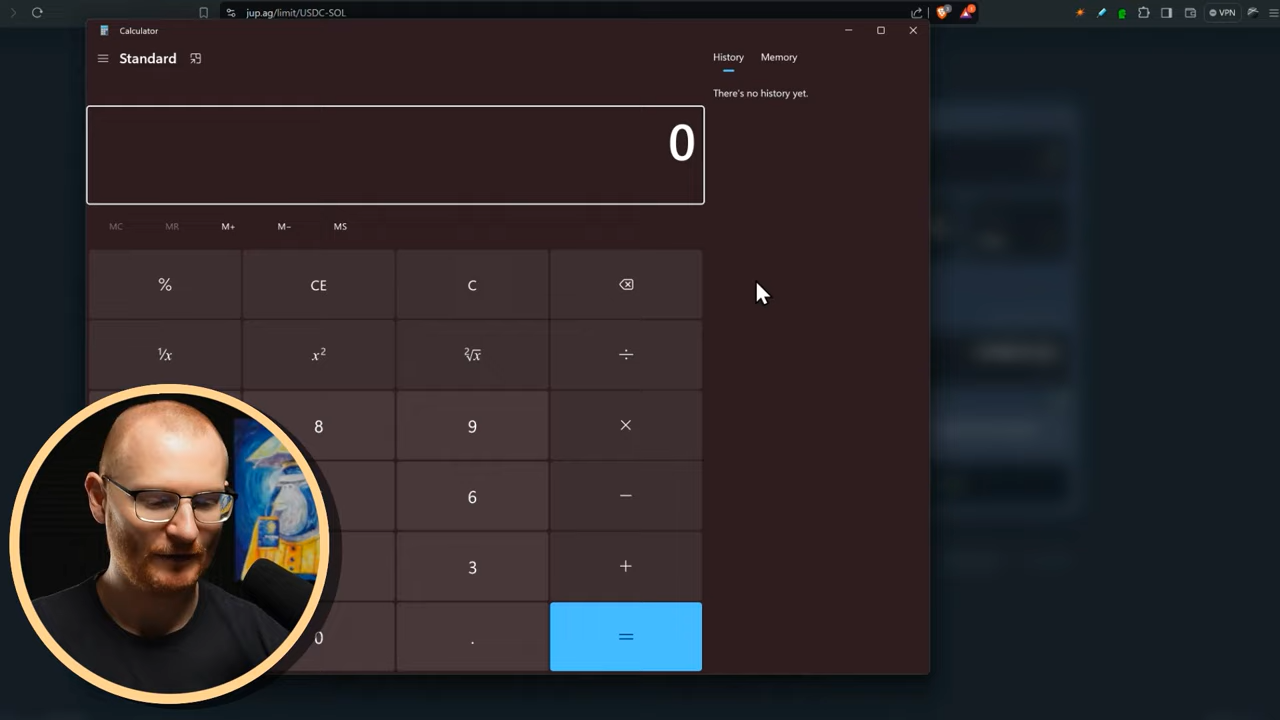 jup.ag/limit/USDC-SOL
VPN
Calculator
Standard
History
Memory
There's no history yet.
0
MC
MR
M+
M−
MS
%
CE
C
¹/x
x²
²√x
÷
8
9
×
6
−
3
+
0
.
=